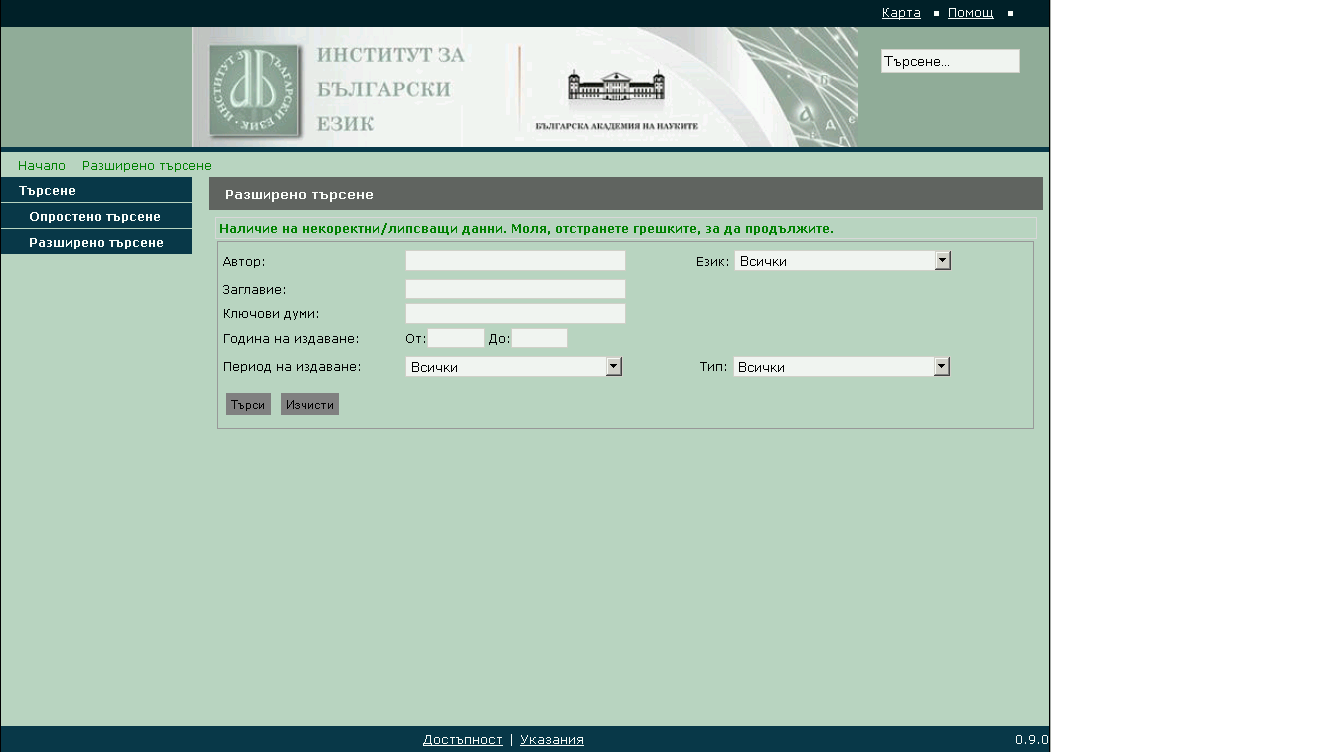 Карта Помощ
ИНСТИТУТ ЗА
БЪЛГАРСКИ
ЕЗИК
ИНСТИТУТ ЗА БЪЛГАРСКИ ЕЗИК
БЪЛГАРСКА АКАДЕМИЯ НА НАУКИТЕ
Търсене...
Начало Разширено търсене
Търсене
Опростено търсене
Разширено търсене
Разширено търсене
Наличие на некоректни/липсващи данни. Моля, отстранете грешките, за да продължите.
Автор: Език: Всички
Заглавие:
Ключови думи:
Година на издаване: От: До:
Период на издаване: Всички Тип: Всички
Търси Изчисти
Достъпност | Указания 0.9.0